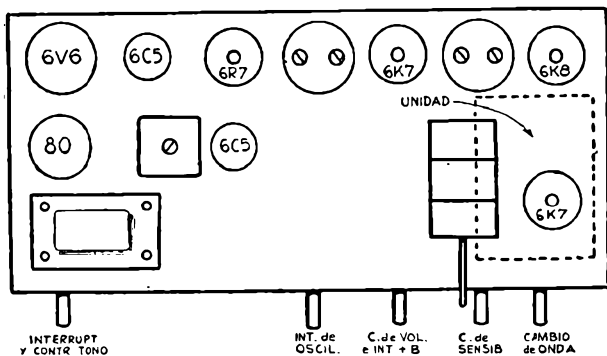 6V6
6C5
6R7
6K7
6K8
UNIDAD
80
6C5
6K7
INTERRUPT
Y CONTR TONO
INT. de
OSCIL.
C. de VOL.
e INT + B
C. de
SENSIB
CAMBIO
de ONDA